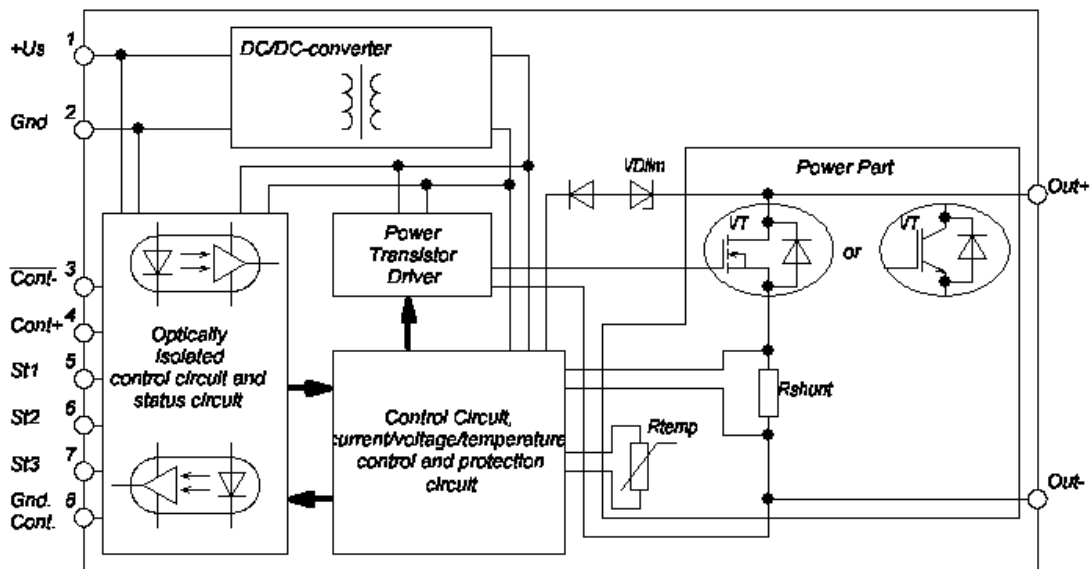 +Us 1
DC/DC-converter
Gnd 2
VDlim
Power Part
Out+
Power
Transistor
Driver
VT
or
VT
Cont- 3
Cont+ 4
St1 5
St2 6
St3 7
Gnd. 8
Cont.
Optically
isolated
control circuit and
status circuit
Control Circuit,
current/voltage/temperature
control and protection
circuit
Rtemp
Rshunt
Out-